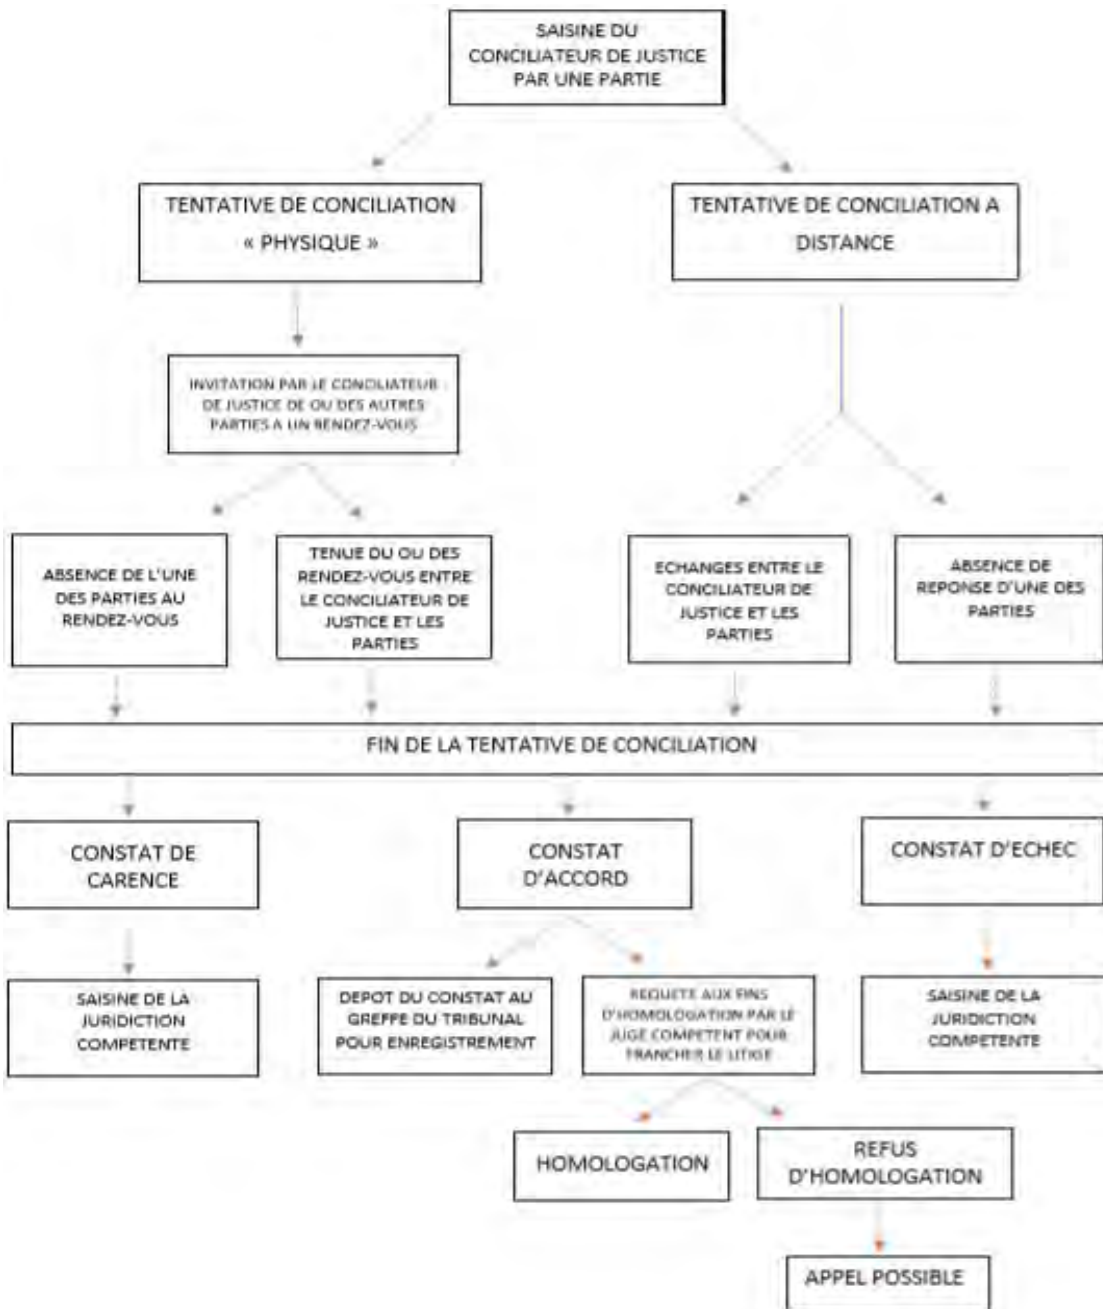 SAISINE DU
CONCILIATEUR DE JUSTICE
PAR UNE PARTIE
TENTATIVE DE CONCILIATION
« PHYSIQUE »
TENTATIVE DE CONCILIATION A
DISTANCE
INVITATION PAR LE CONCILIATEUR
DE JUSTICE DE OU DES AUTRES
PARTIES A UN RENDEZ-VOUS
ABSENCE DE L'UNE
DES PARTIES AU
RENDEZ-VOUS
TENUE DU OU DES
RENDEZ-VOUS ENTRE
LE CONCILIATEUR DE
JUSTICE ET LES
PARTIES
ECHANGES ENTRE LE
CONCILIATEUR DE
JUSTICE ET LES
PARTIES
ABSENCE DE
REPONSE D'UNE DES
PARTIES
FIN DE LA TENTATIVE DE CONCILIATION
CONSTAT DE
CARENCE
CONSTAT
D'ACCORD
CONSTAT D'ECHEC
SAISINE DE LA
JURIDICTION
COMPETENTE
DEPOT DU CONSTAT AU
GREFFE DU TRIBUNAL
POUR ENREGISTREMENT
REQUETE AUX FINS
D'HOMOLOGATION PAR LE
JUGE COMPETENT POUR
TRANCHER LE LITIGE
SAISINE DE LA
JURIDICTION
COMPETENTE
HOMOLOGATION
REFUS
D'HOMOLOGATION
APPEL POSSIBLE